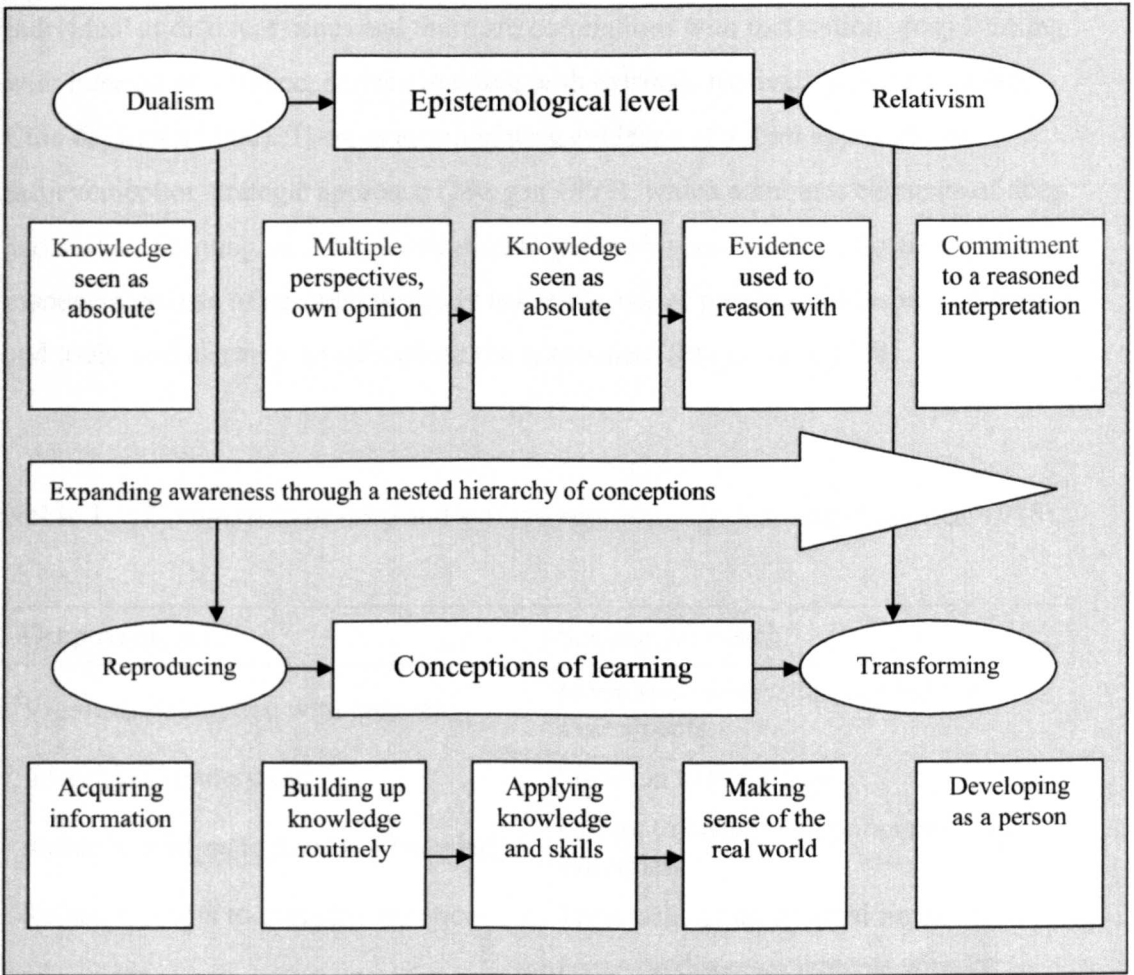 Dualism
Epistemological level
Relativism
Knowledge
seen as
absolute
Multiple
perspectives,
own opinion
Knowledge
seen as
absolute
Evidence
used to
reason with
Commitment
to a reasoned
interpretation
Expanding awareness through a nested hierarchy of conceptions
Reproducing
Conceptions of learning
Transforming
Acquiring
information
Building up
knowledge
routinely
Applying
knowledge
and skills
Making
sense of the
real world
Developing
as a person